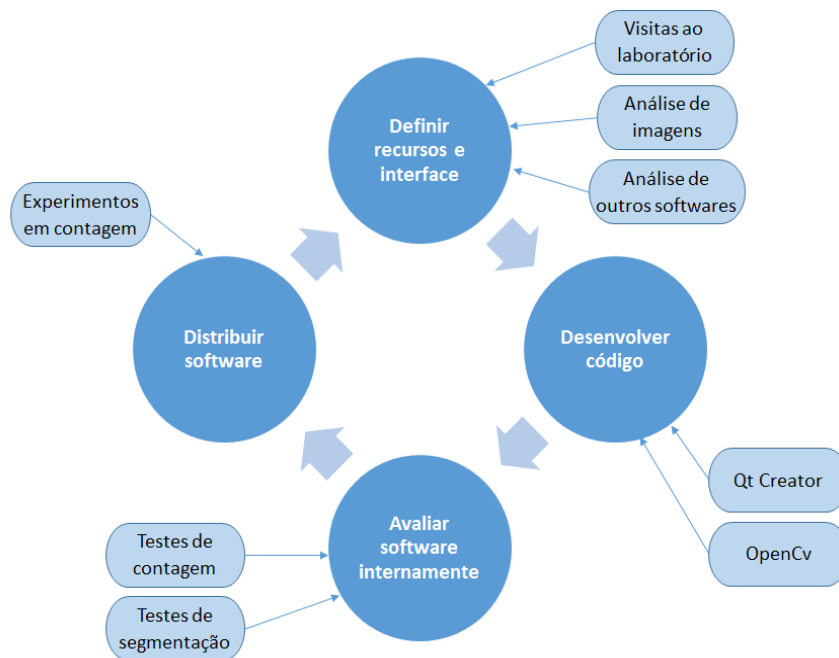 Visitas ao
laboratório
Definir
recursos e
interface
Análise de
imagens
Análise de
outros softwares
Experimentos
em contagem
Distribuir
software
Desenvolver
código
Qt Creator
OpenCv
Avaliar
software
internamente
Testes de
contagem
Testes de
segmentação